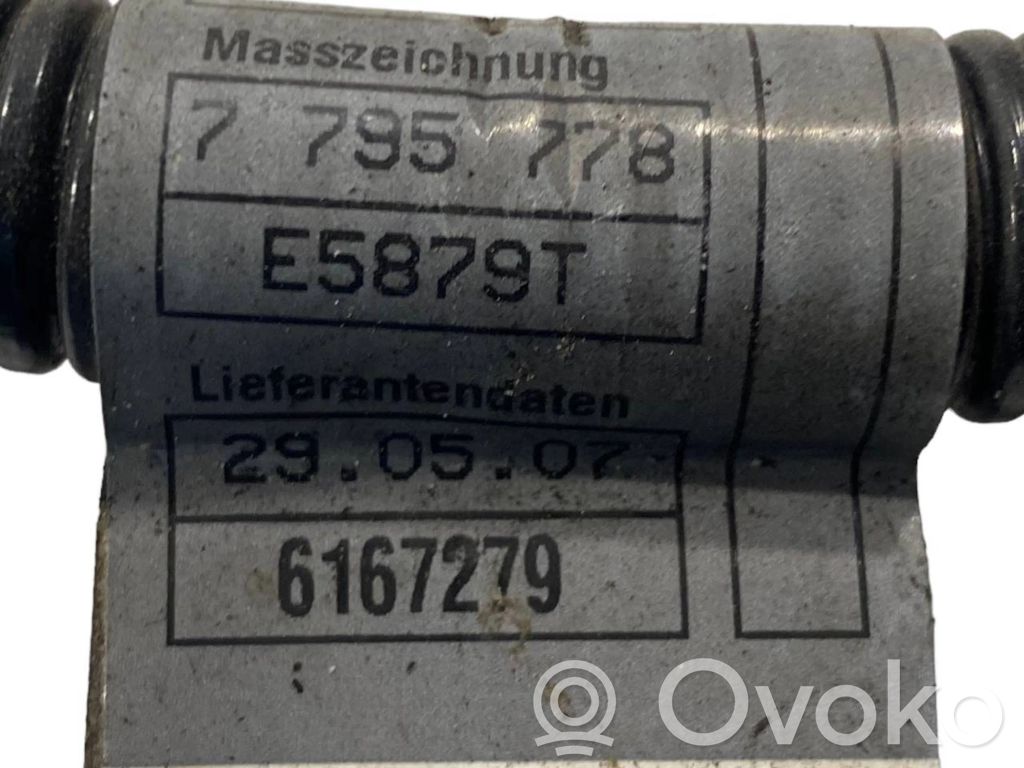 Masszeichnung
7 795 778
E5879T
Lieferantendaten
29.05.07
6167279
Ovoko